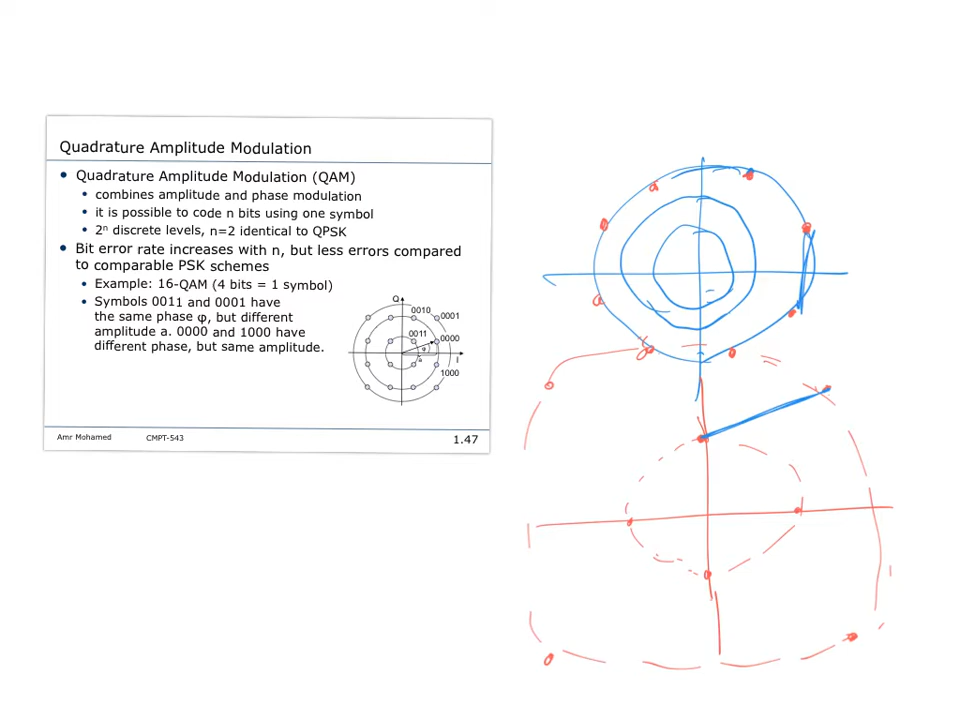 Quadrature Amplitude Modulation
• Quadrature Amplitude Modulation (QAM)
• combines amplitude and phase modulation
• it is possible to code n bits using one symbol
• 2ⁿ discrete levels, n=2 identical to QPSK
• Bit error rate increases with n, but less errors compared
to comparable PSK schemes
• Example: 16-QAM (4 bits = 1 symbol)
• Symbols 0011 and 0001 have
the same phase φ, but different
amplitude a. 0000 and 1000 have
different phase, but same amplitude.
Q
0010
0001
0011
0000
φ
a
I
1000
Amr Mohamed
CMPT-543
1.47